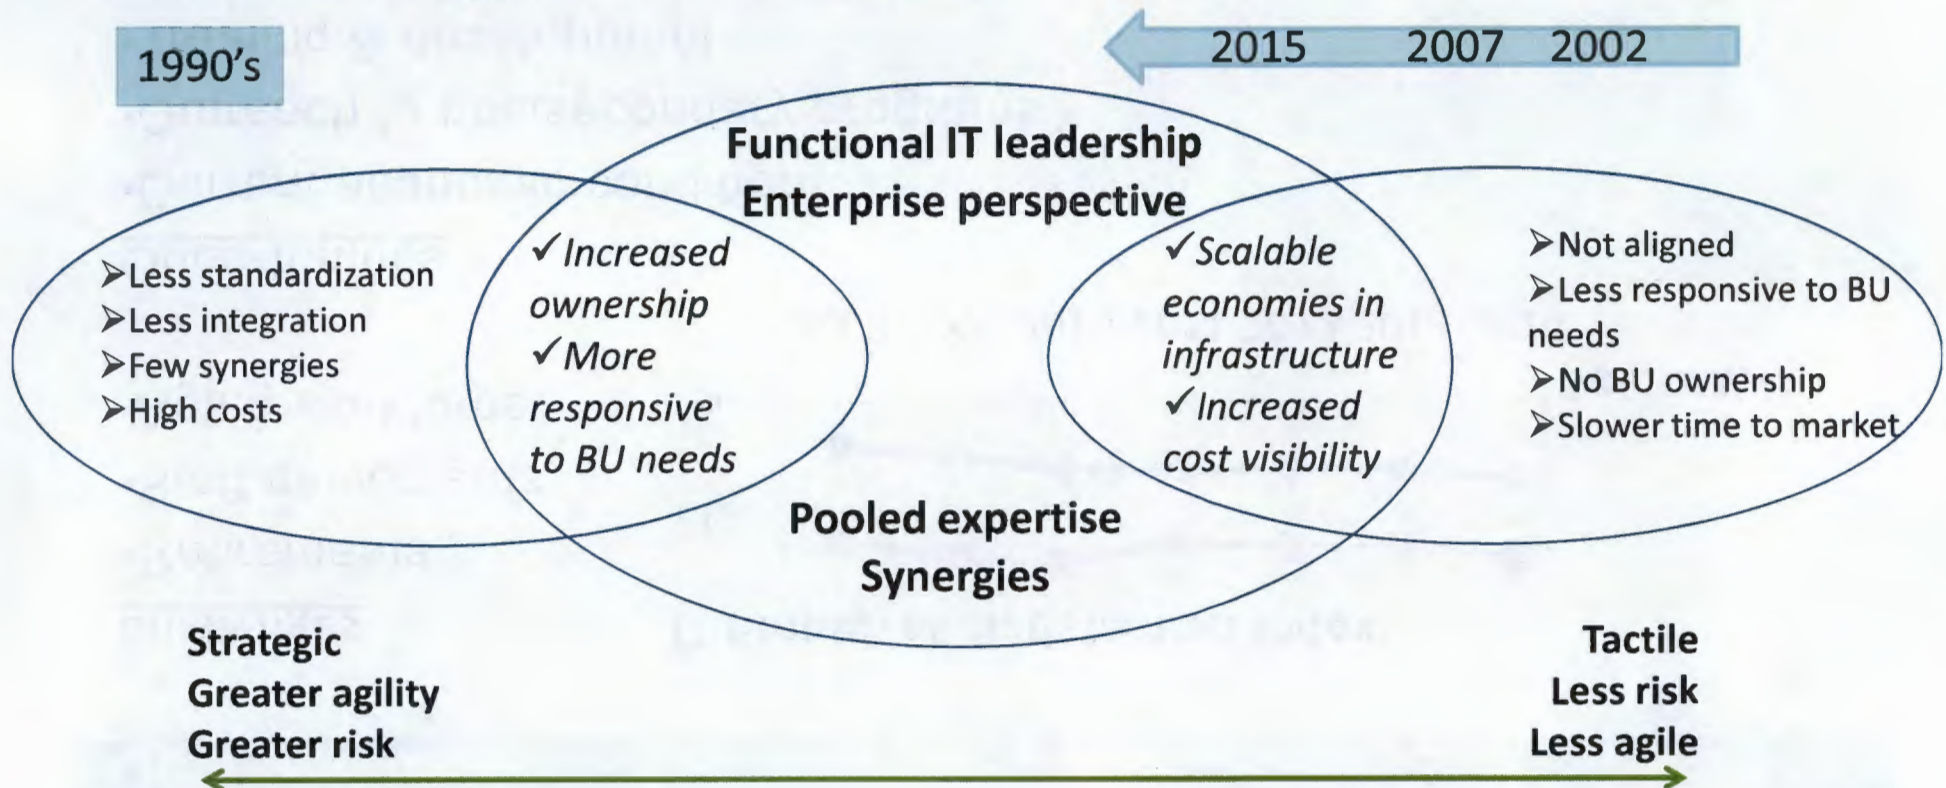 1990's
2015 2007 2002
Functional IT leadership
Enterprise perspective
➢Less standardization
➢Less integration
➢Few synergies
➢High costs
✓Increased
ownership
✓More
responsive
to BU needs
✓Scalable
economies in
infrastructure
✓Increased
cost visibility
➢Not aligned
➢Less responsive to BU
needs
➢No BU ownership
➢Slower time to market
Pooled expertise
Synergies
Strategic
Greater agility
Greater risk
Tactile
Less risk
Less agile